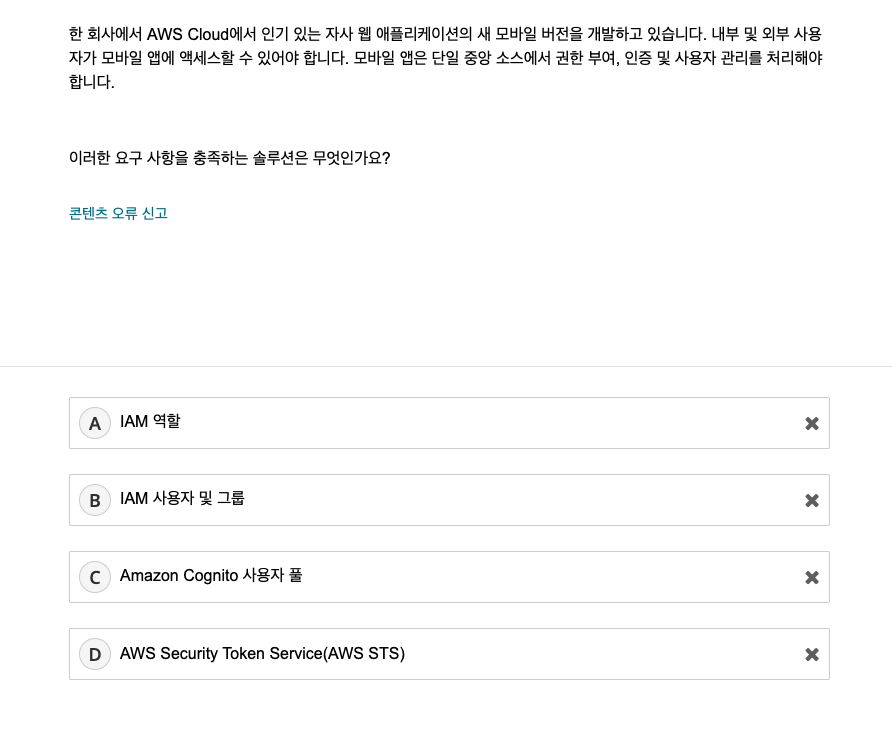 한 회사에서 AWS Cloud에서 인기 있는 자사 웹 애플리케이션의 새 모바일 버전을 개발하고 있습니다. 내부 및 외부 사용
자가 모바일 앱에 액세스할 수 있어야 합니다. 모바일 앱은 단일 중앙 소스에서 권한 부여, 인증 및 사용자 관리를 처리해야
합니다.
이러한 요구 사항을 충족하는 솔루션은 무엇인가요?
콘텐츠 오류 신고
A IAM 역할
B IAM 사용자 및 그룹
C Amazon Cognito 사용자 풀
D AWS Security Token Service(AWS STS)